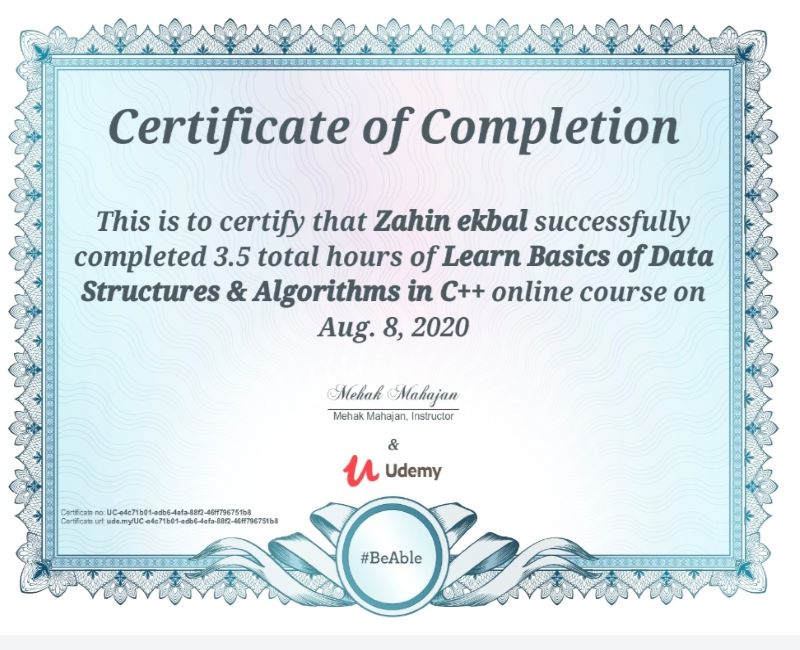 Certificate of Completion
This is to certify that Zahin ekbal successfully
completed 3.5 total hours of Learn Basics of Data
Structures & Algorithms in C++ online course on
Aug. 8, 2020
Mehak Mahajan
Mehak Mahajan, Instructor
&
Udemy
Certificate no: UC-e4c71b01-edb6-4efa-88f2-46ff796751b8
Certificate url: ude.my/UC-e4c71b01-edb6-4efa-88f2-46ff796751b8
#BeAble